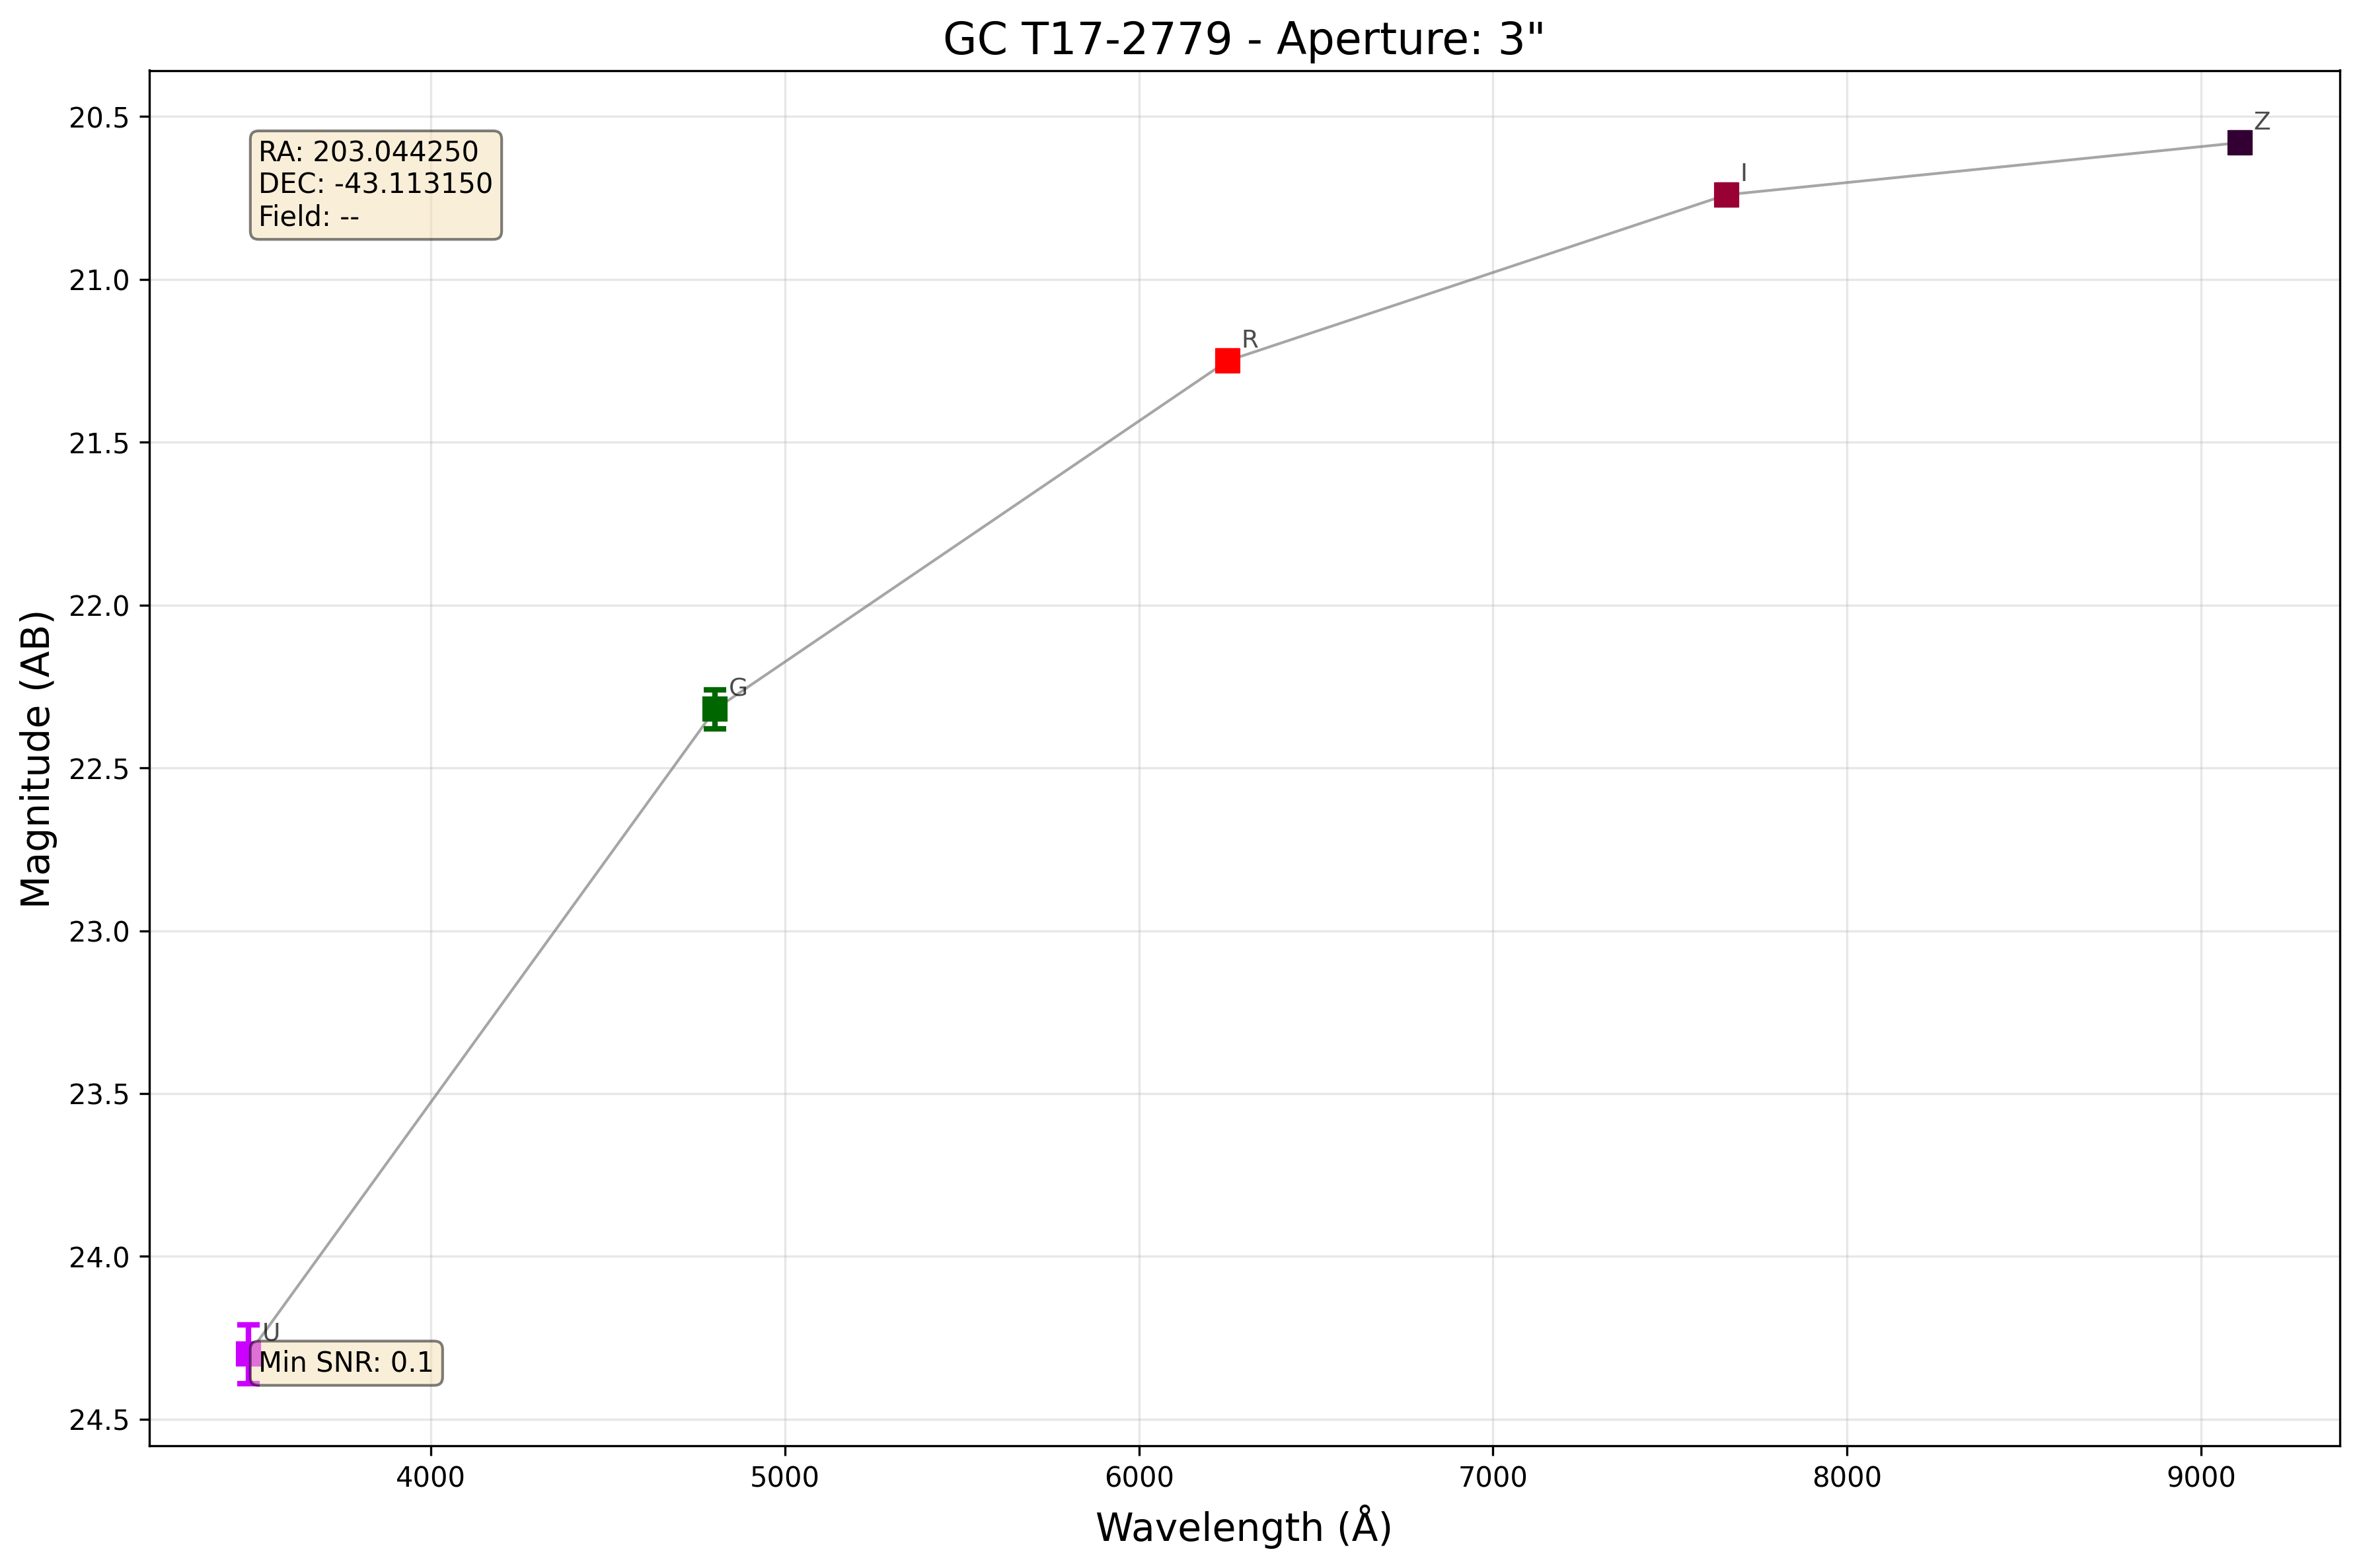 GC T17-2779 - Aperture: 3"
RA: 203.044250
DEC: -43.113150
Field: --
Z
I
R
G
U
Min SNR: 0.1
Magnitude (AB)
20.5
21.0
21.5
22.0
22.5
23.0
23.5
24.0
24.5
4000
5000
6000
7000
8000
9000
Wavelength (Å)